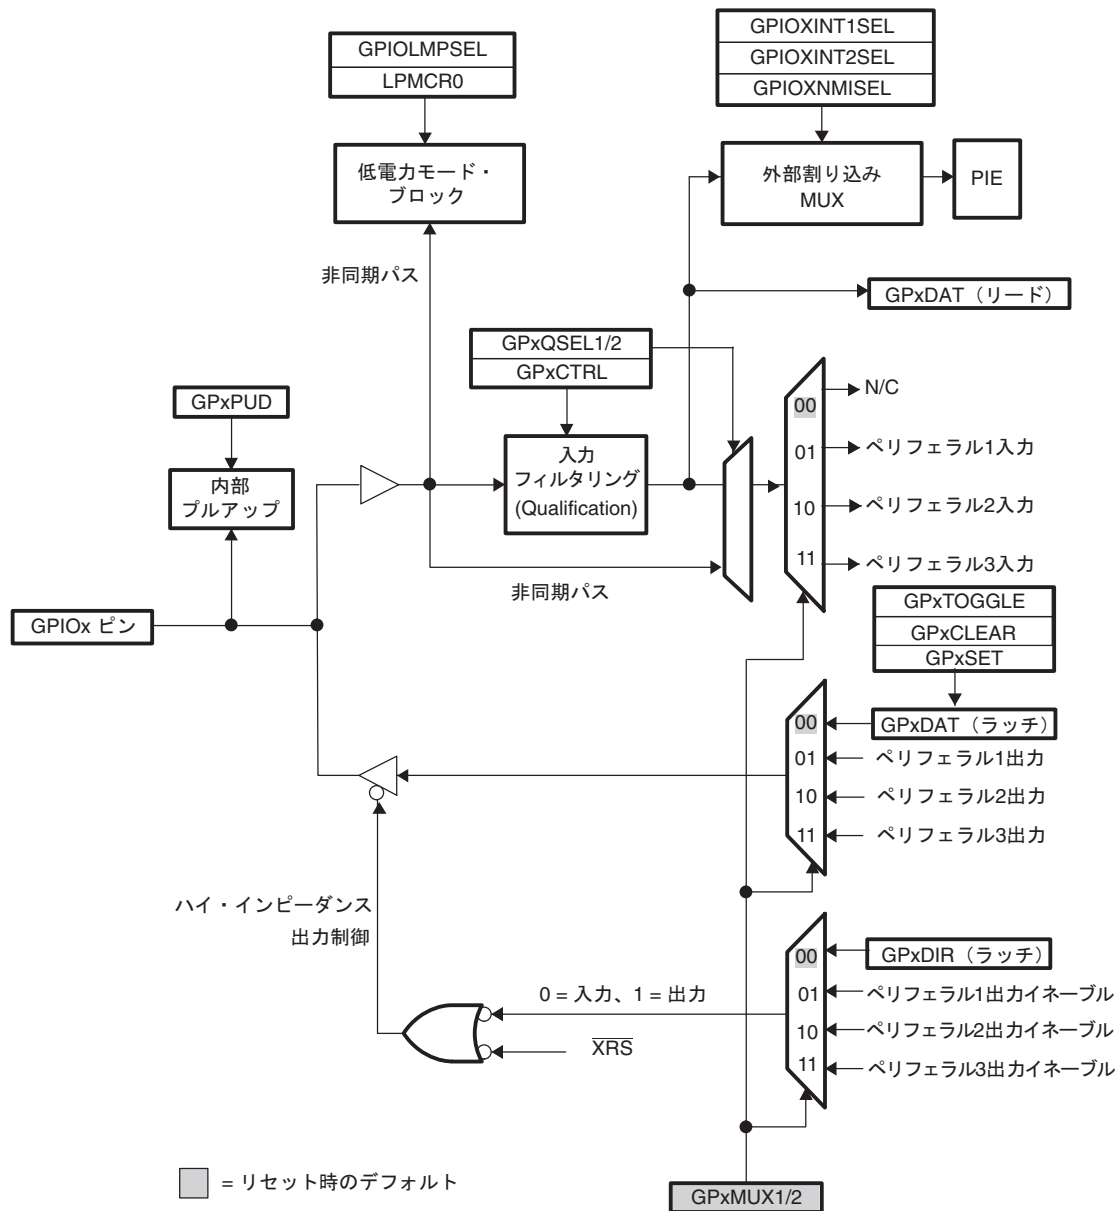 GPIOLMPSEL
LPMCR0
低電力モード・
ブロック
非同期パス
GPIOXINT1SEL
GPIOXINT2SEL
GPIOXNMISEL
外部割り込み
MUX
PIE
GPxDAT（リード）
GPxQSEL1/2
GPxCTRL
入力
フィルタリング
(Qualification)
非同期パス
GPxPUD
内部
プルアップ
GPIOx ピン
00
01
10
11
N/C
ペリフェラル1入力
ペリフェラル2入力
ペリフェラル3入力
GPxTOGGLE
GPxCLEAR
GPxSET
00
01
10
11
GPxDAT（ラッチ）
ペリフェラル1出力
ペリフェラル2出力
ペリフェラル3出力
ハイ・インピーダンス
出力制御
0 = 入力、1 = 出力
XRS
00
01
10
11
GPxDIR（ラッチ）
ペリフェラル1出力イネーブル
ペリフェラル2出力イネーブル
ペリフェラル3出力イネーブル
= リセット時のデフォルト
GPxMUX1/2